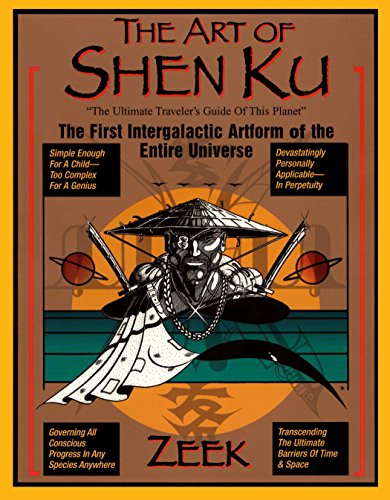 THE ART OF
SHEN KU
“The Ultimate Traveler's Guide Of This Planet”
The First Intergalactic Artform of the
Entire Universe
Simple Enough
For A Child—
Too Complex
For A Genius
Devastatingly
Personally
Applicable—
In Perpetuity
Governing All
Conscious
Progress In Any
Species Anywhere
ZEEK
Transcending
The Ultimate
Barriers Of Time
& Space